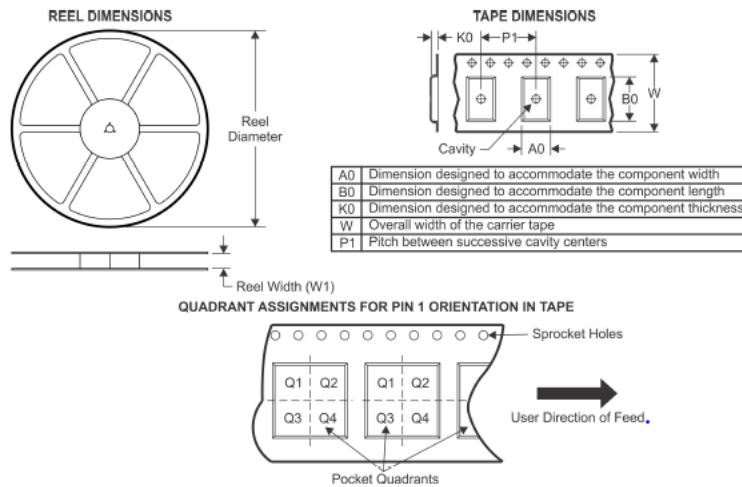 REEL DIMENSIONS
Reel
Diameter
Reel Width (W1)
TAPE DIMENSIONS
K0
P1
W
B0
Cavity
A0
A0 Dimension designed to accommodate the component width
B0 Dimension designed to accommodate the component length
K0 Dimension designed to accommodate the component thickness
W Overall width of the carrier tape
P1 Pitch between successive cavity centers
QUADRANT ASSIGNMENTS FOR PIN 1 ORIENTATION IN TAPE
Sprocket Holes
Q1 Q2 Q1 Q2
Q3 Q4 Q3 Q4
User Direction of Feed
Pocket Quadrants